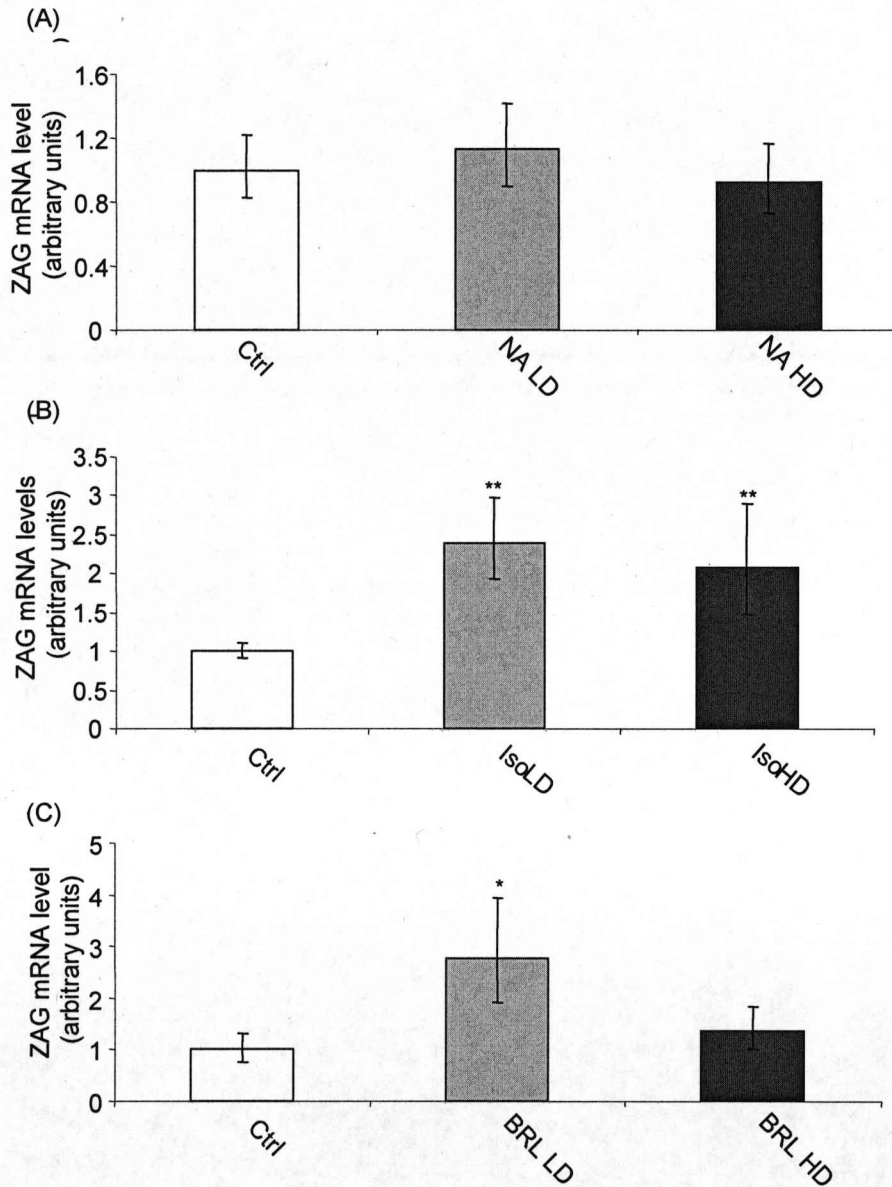 (A)
ZAG mRNA level
(arbitrary units)
1.6
1.2
0.8
0.4
0
Ctrl
NA LD
NA HD
(B)
ZAG mRNA levels
(arbitrary units)
3.5
3
2.5
2
1.5
1
0.5
0
**
**
Ctrl
IsoLD
IsoHD
(C)
ZAG mRNA level
(arbitrary units)
5
4
3
2
1
0
*
Ctrl
BRL LD
BRL HD